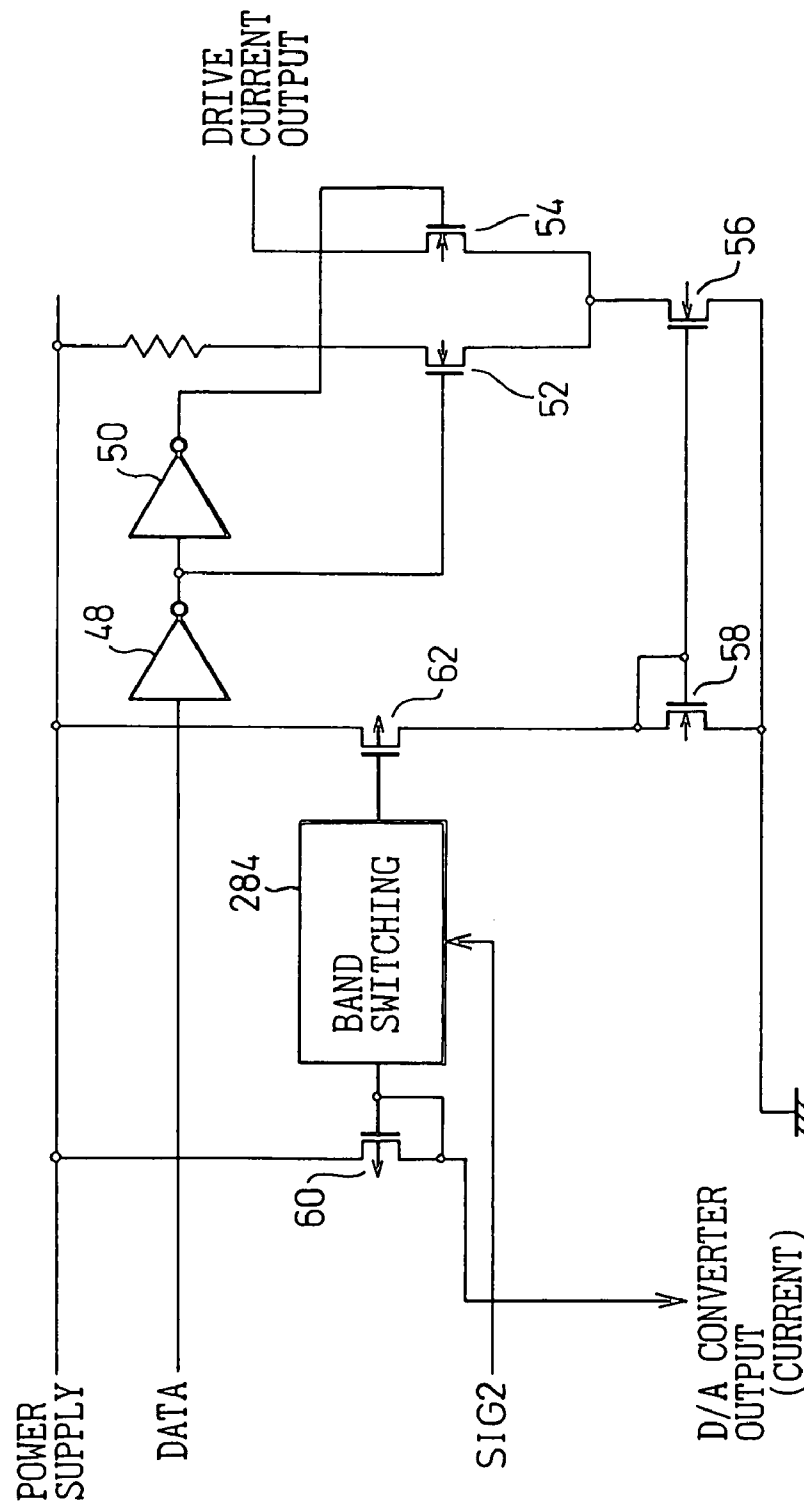 POWER
SUPPLY
DATA
SIG2
D/A CONVERTER
OUTPUT
(CURRENT)
60
BAND
SWITCHING
284
62
48
50
58
52
54
56
DRIVE
CURRENT
OUTPUT